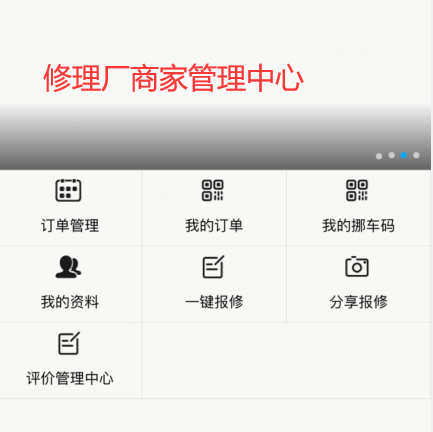 修理厂商家管理中心
订单管理
我的订单
我的挪车码
我的资料
一键报修
分享报修
评价管理中心